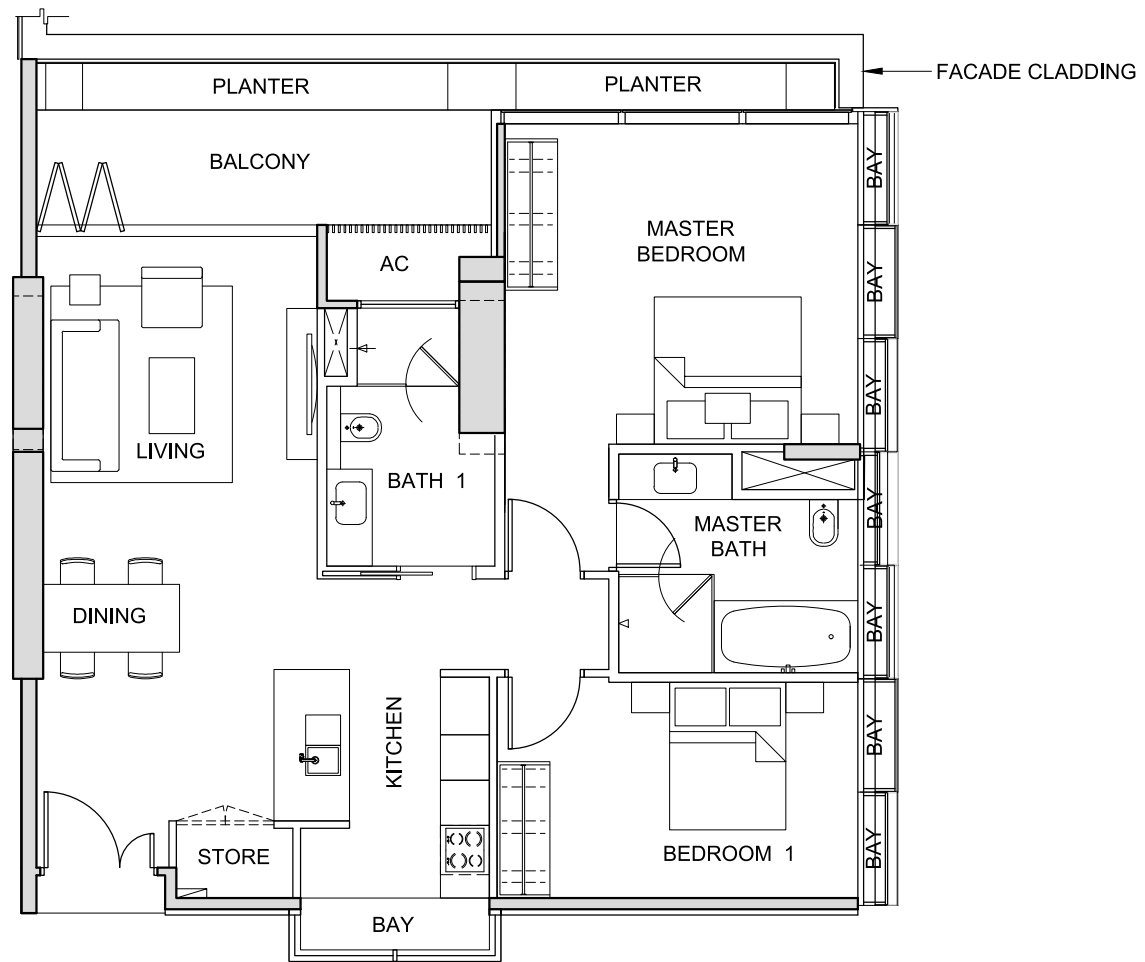 FACADE CLADDING
PLANTER
PLANTER
BALCONY
BAY
MASTER
BEDROOM
AC
BAY
BAY
LIVING
BATH 1
BAY
MASTER
BATH
DINING
BAY
KITCHEN
BAY
STORE
BEDROOM 1
BAY
BAY